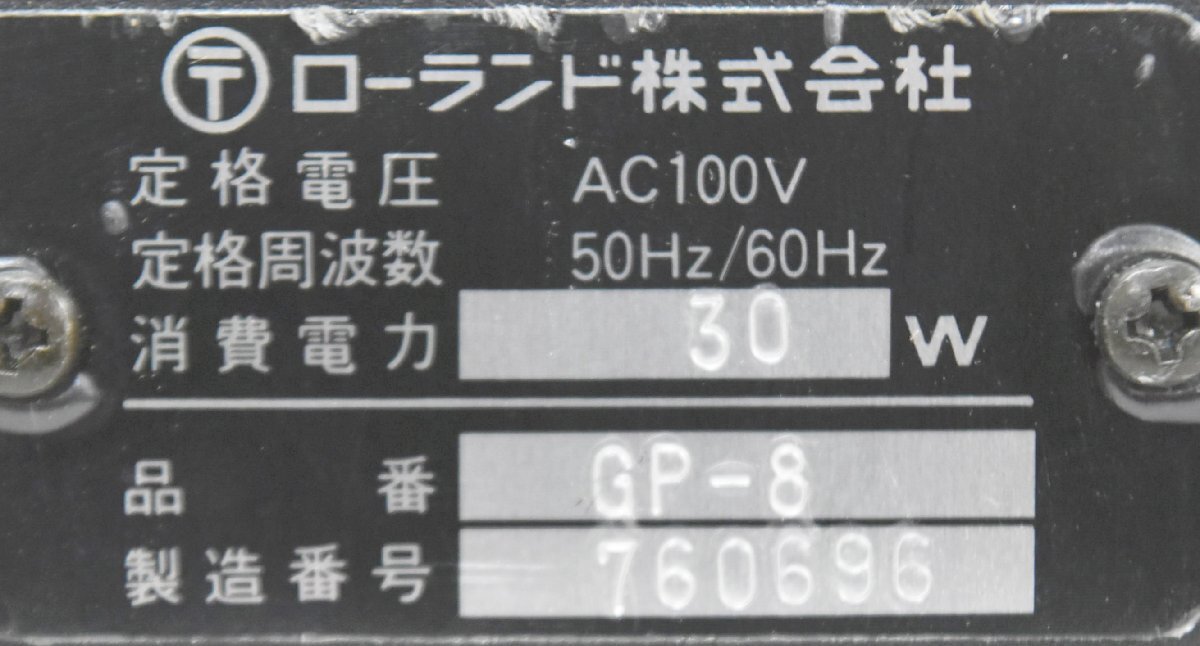 〒 ローランド株式会社
定格電圧 AC100V
定格周波数 50Hz/60Hz
消費電力 30 W
品番 GP-8
製造番号 760696